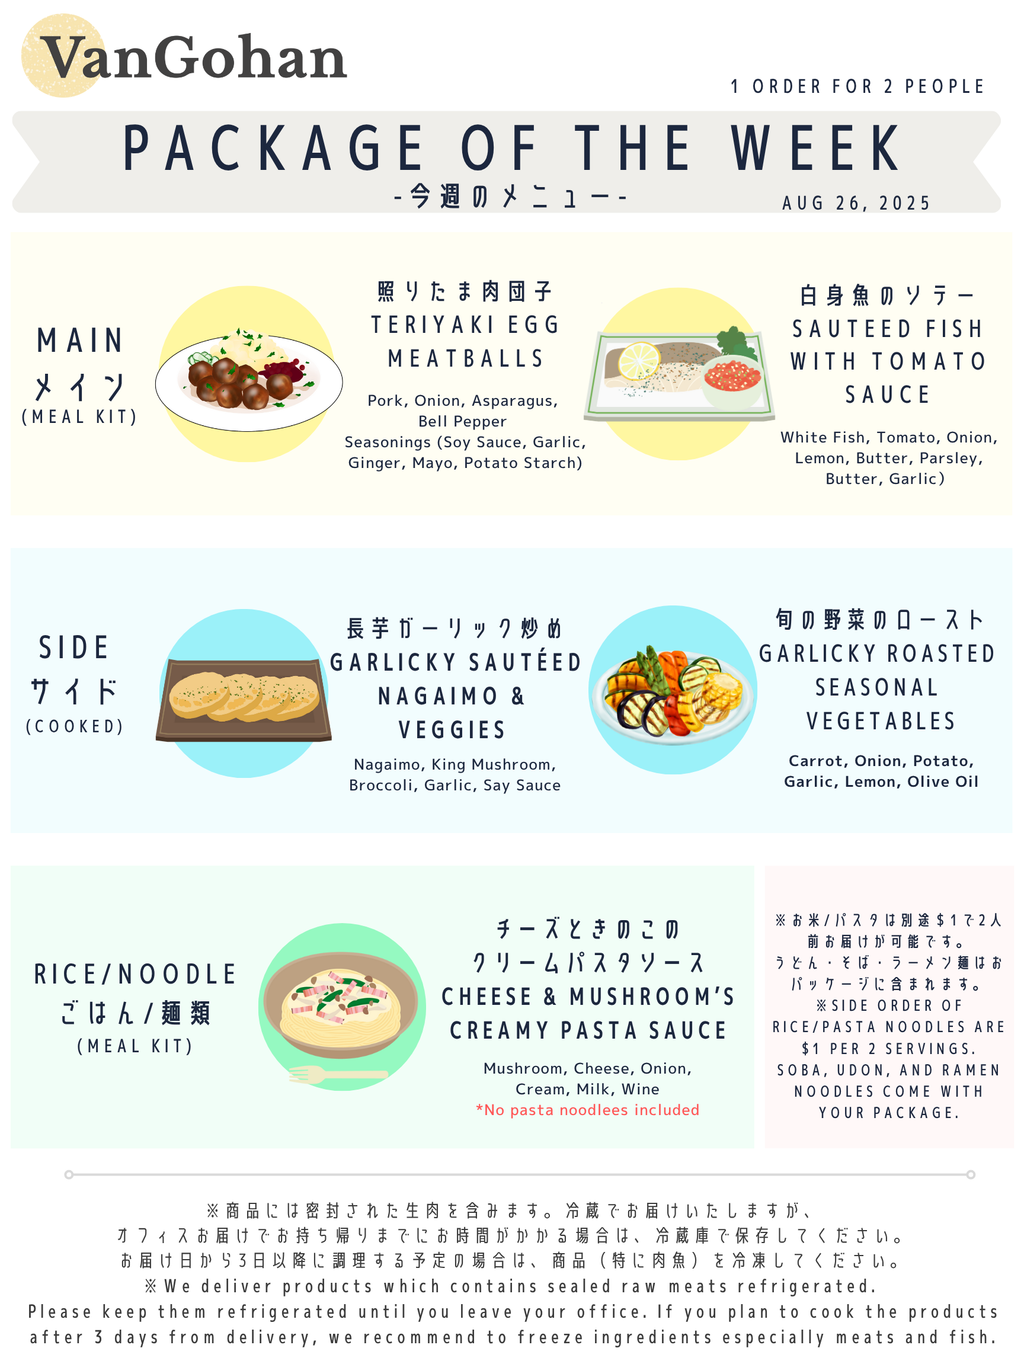 VanGohan
1 ORDER FOR 2 PEOPLE
PACKAGE OF THE WEEK
-今週のメニュー-
AUG 26, 2025
MAIN
メイン
(MEAL KIT)
照りたま肉団子
TERIYAKI EGG
MEATBALLS
Pork, Onion, Asparagus,
Bell Pepper
Seasonings (Soy Sauce, Garlic,
Ginger, Mayo, Potato Starch)
白身魚のソテー
SAUTEED FISH
WITH TOMATO
SAUCE
White Fish, Tomato, Onion,
Lemon, Butter, Parsley,
Butter, Garlic)
SIDE
サイド
(COOKED)
長芋ガーリック炒め
GARLICKY SAUTÉED
NAGAIMO &
VEGGIES
Nagaimo, King Mushroom,
Broccoli, Garlic, Say Sauce
旬の野菜のロースト
GARLICKY ROASTED
SEASONAL
VEGETABLES
Carrot, Onion, Potato,
Garlic, Lemon, Olive Oil
RICE/NOODLE
ごはん/麺類
(MEAL KIT)
チーズときのこの
クリームパスタソース
CHEESE & MUSHROOM'S
CREAMY PASTA SAUCE
Mushroom, Cheese, Onion,
Cream, Milk, Wine
*No pasta noodlees included
※お米/パスタは別途$1で2人
前お届けが可能です。
うどん・そば・ラーメン麺はお
パッケージに含まれます。
※SIDE ORDER OF
RICE/PASTA NOODLES ARE
$1 PER 2 SERVINGS.
SOBA, UDON, AND RAMEN
NOODLES COME WITH
YOUR PACKAGE.
※商品には密封された生肉を含みます。冷蔵でお届けいたしますが、
オフィスお届けでお持ち帰りまでにお時間がかかる場合は、冷蔵庫で保存してください。
お届け日から3日以降に調理する予定の場合は、商品（特に肉魚）を冷凍してください。
※We deliver products which contains sealed raw meats refrigerated.
Please keep them refrigerated until you leave your office. If you plan to cook the products
after 3 days from delivery, we recommend to freeze ingredients especially meats and fish.